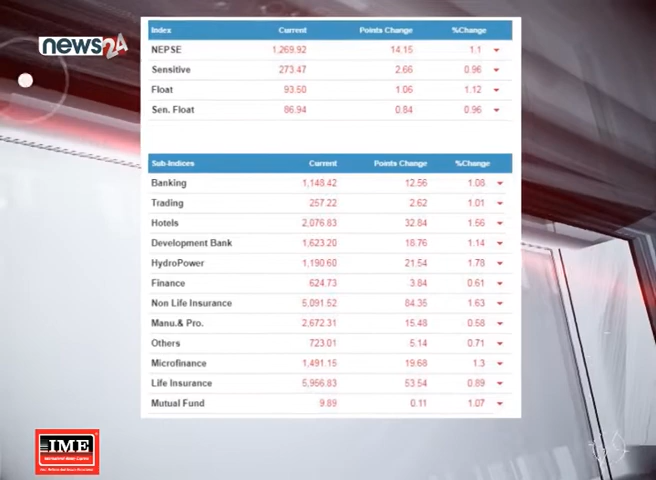 news24
Index Current Points Change %Change
NEPSE 1,269.92 14.15 1.1
Sensitive 273.47 2.66 0.96
Float 93.50 1.06 1.12
Sen. Float 86.94 0.84 0.96
Sub-Indices Current Points Change %Change
Banking 1,148.42 12.56 1.08
Trading 257.22 2.62 1.01
Hotels 2,076.83 32.84 1.56
Development Bank 1,623.20 18.76 1.14
HydroPower 1,190.60 21.54 1.78
Finance 624.73 3.84 0.61
Non Life Insurance 5,091.52 84.35 1.63
Manu.& Pro. 2,672.31 15.48 0.58
Others 723.01 5.14 0.71
Microfinance 1,491.15 19.68 1.3
Life Insurance 5,956.83 53.54 0.89
Mutual Fund 9.89 0.11 1.07
IME